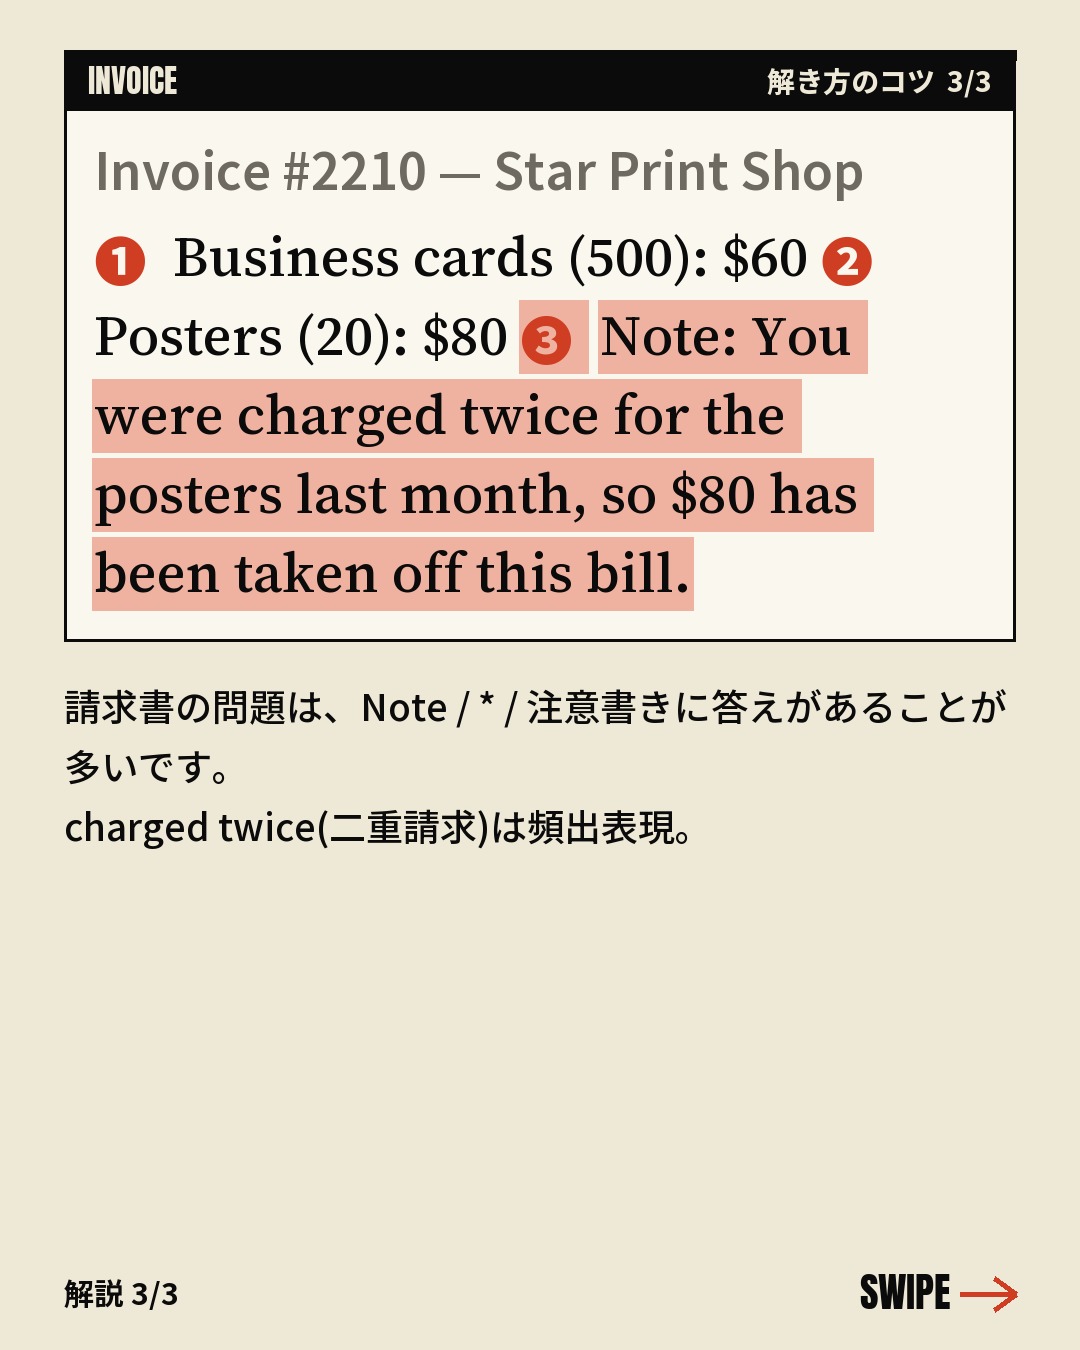 INVOICE
解き方のコツ 3/3
Invoice #2210 — Star Print Shop
❶ Business cards (500): $60 ❷
Posters (20): $80 ❸ Note: You
were charged twice for the
posters last month, so $80 has
been taken off this bill.
請求書の問題は、Note / * / 注意書きに答えがあることが
多いです。
charged twice(二重請求)は頻出表現。
解説 3/3
SWIPE →